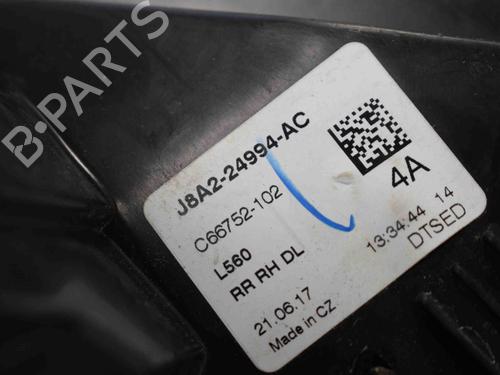 B-PARTS
J8A2-24994-AC
C66752-102
L560
RR RH DL
21.06.17
Made in CZ
4A
13:34:44 14
DTSED